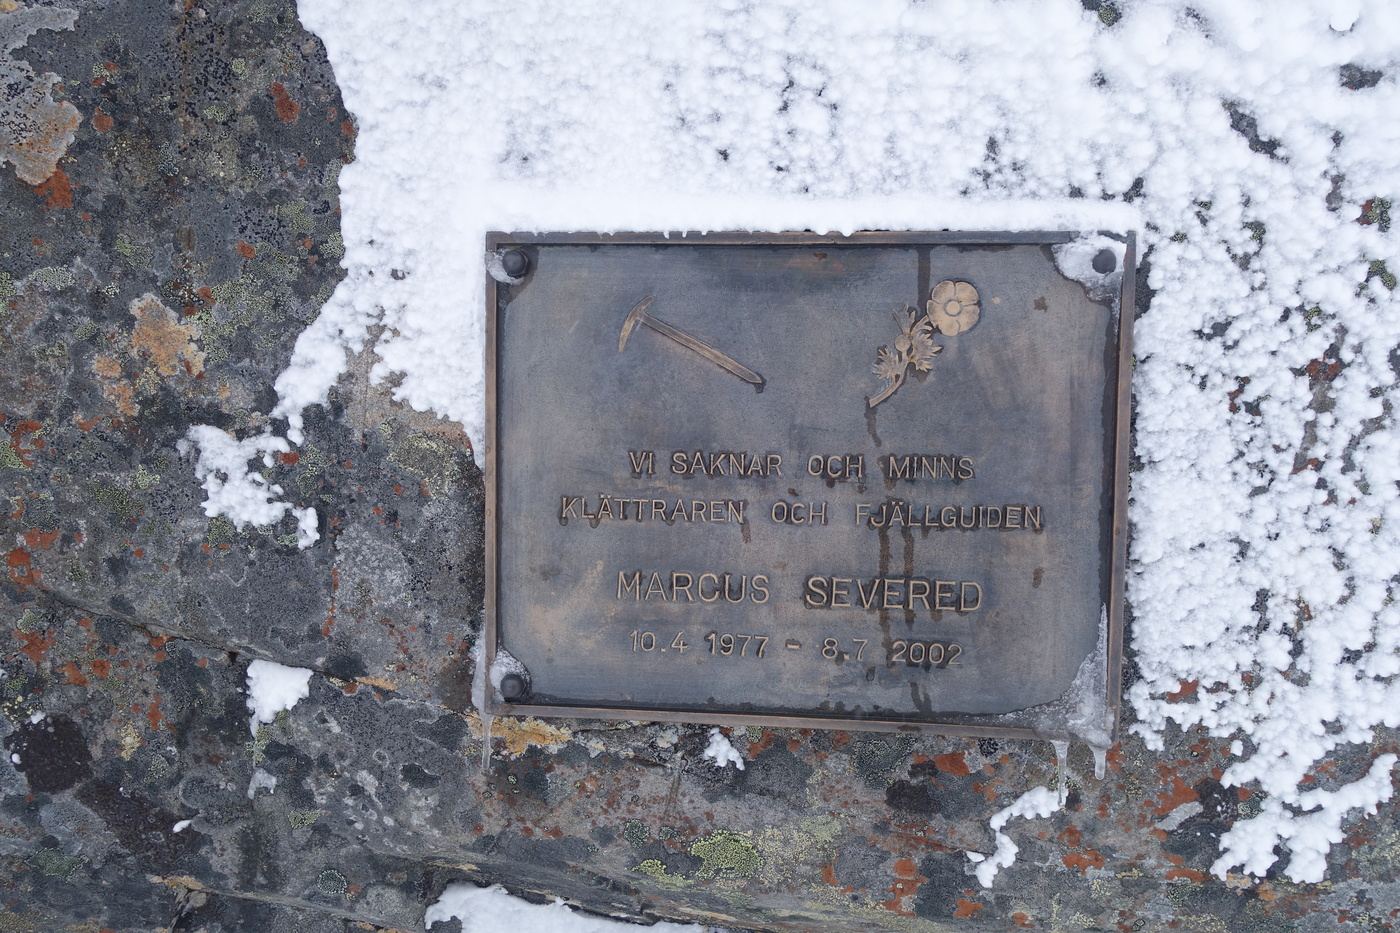 VI SAKNAR OCH MINNS
KLÄTTRAREN OCH FJÄLLGUIDEN
MARCUS SEVERED
10.4 1977 - 8.7 2002